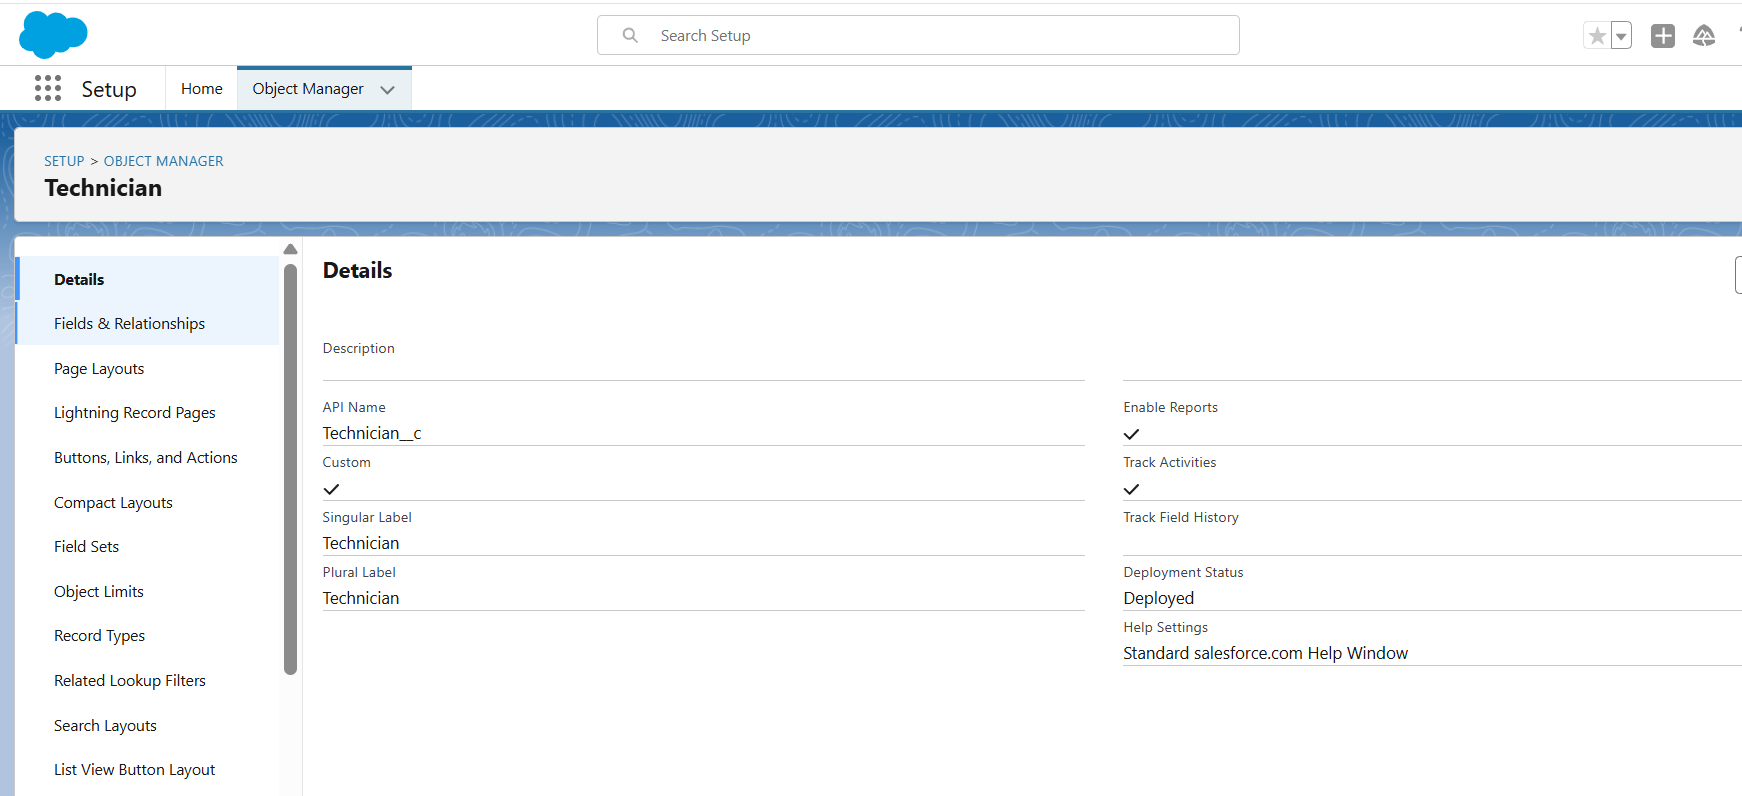 Search Setup
Setup
Home
Object Manager
SETUP > OBJECT MANAGER
Technician
Details
Fields & Relationships
Page Layouts
Lightning Record Pages
Buttons, Links, and Actions
Compact Layouts
Field Sets
Object Limits
Record Types
Related Lookup Filters
Search Layouts
List View Button Layout
Details
Description
API Name
Technician__c
Custom
Singular Label
Technician
Plural Label
Technician
Enable Reports
Track Activities
Track Field History
Deployment Status
Deployed
Help Settings
Standard salesforce.com Help Window